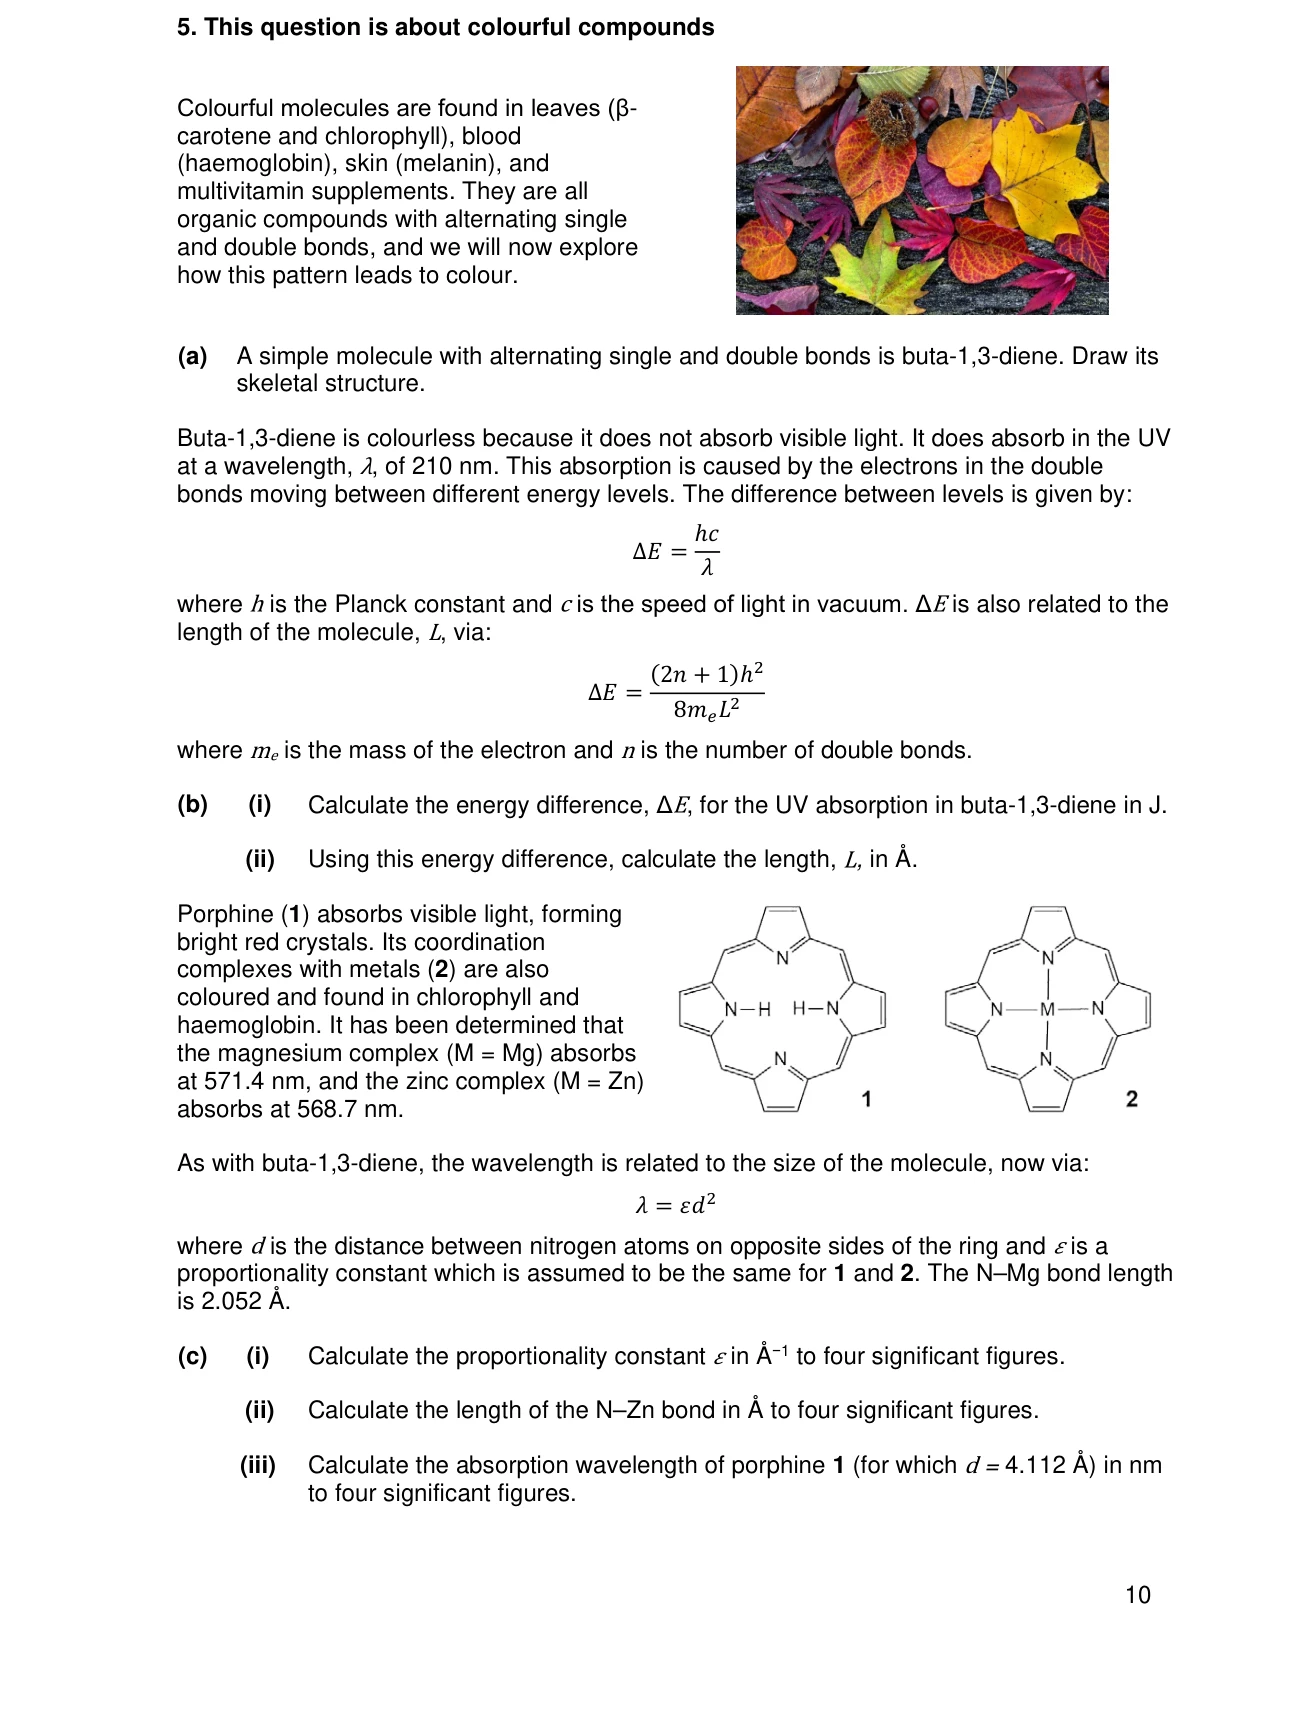 5. This question is about colourful compounds
Colourful molecules are found in leaves (β-
carotene and chlorophyll), blood
(haemoglobin), skin (melanin), and
multivitamin supplements. They are all
organic compounds with alternating single
and double bonds, and we will now explore
how this pattern leads to colour.
(a) A simple molecule with alternating single and double bonds is buta-1,3-diene. Draw its
skeletal structure.
Buta-1,3-diene is colourless because it does not absorb visible light. It does absorb in the UV
at a wavelength, λ, of 210 nm. This absorption is caused by the electrons in the double
bonds moving between different energy levels. The difference between levels is given by:
ΔE = hc/λ
where h is the Planck constant and c is the speed of light in vacuum. ΔE is also related to the
length of the molecule, L, via:
ΔE = (2n + 1)h²/8mₑL²
where mₑ is the mass of the electron and n is the number of double bonds.
(b) (i) Calculate the energy difference, ΔE, for the UV absorption in buta-1,3-diene in J.
(ii) Using this energy difference, calculate the length, L, in Å.
Porphine (1) absorbs visible light, forming
bright red crystals. Its coordination
complexes with metals (2) are also
coloured and found in chlorophyll and
haemoglobin. It has been determined that
the magnesium complex (M = Mg) absorbs
at 571.4 nm, and the zinc complex (M = Zn)
absorbs at 568.7 nm.
N
N–H H–N
N
1
N
N–M–N
N
2
As with buta-1,3-diene, the wavelength is related to the size of the molecule, now via:
λ = εd²
where d is the distance between nitrogen atoms on opposite sides of the ring and ε is a
proportionality constant which is assumed to be the same for 1 and 2. The N–Mg bond length
is 2.052 Å.
(c) (i) Calculate the proportionality constant ε in Å⁻¹ to four significant figures.
(ii) Calculate the length of the N–Zn bond in Å to four significant figures.
(iii) Calculate the absorption wavelength of porphine 1 (for which d = 4.112 Å) in nm
to four significant figures.
10